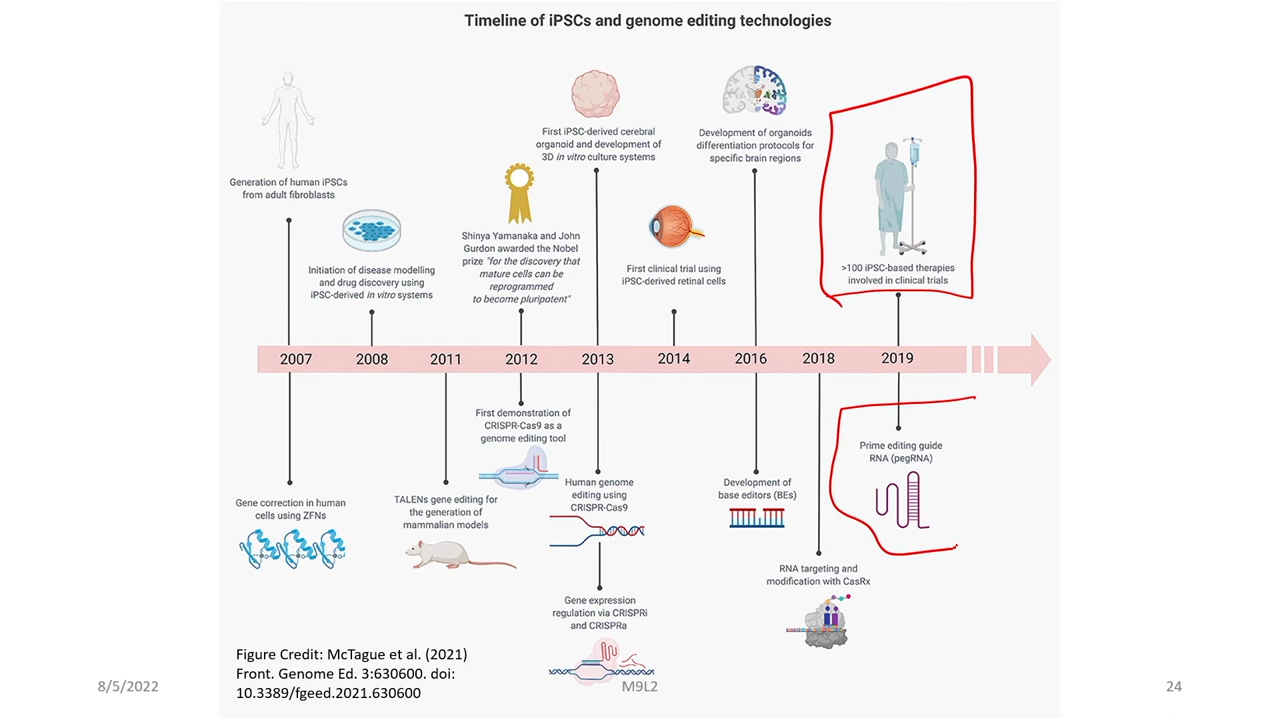 Timeline of iPSCs and genome editing technologies
Generation of human iPSCs
from adult fibroblasts
Initiation of disease modelling
and drug discovery using
iPSC-derived in vitro systems
Shinya Yamanaka and John
Gurdon awarded the Nobel
prize "for the discovery that
mature cells can be
reprogrammed
to become pluripotent"
First iPSC-derived cerebral
organoid and development of
3D in vitro culture systems
First clinical trial using
iPSC-derived retinal cells
Development of organoids
differentiation protocols for
specific brain regions
>100 iPSC-based therapies
involved in clinical trials
2007 2008 2011 2012 2013 2014 2016 2018 2019
Gene correction in human
cells using ZFNs
TALENs gene editing for
the generation of
mammalian models
First demonstration of
CRISPR-Cas9 as a
genome editing tool
Human genome
editing using
CRISPR-Cas9
Gene expression
regulation via CRISPRi
and CRISPRa
Development of
base editors (BEs)
RNA targeting and
modification with CasRx
Prime editing guide
RNA (pegRNA)
Figure Credit: McTague et al. (2021)
Front. Genome Ed. 3:630600. doi:
10.3389/fgeed.2021.630600
8/5/2022
M9L2
24